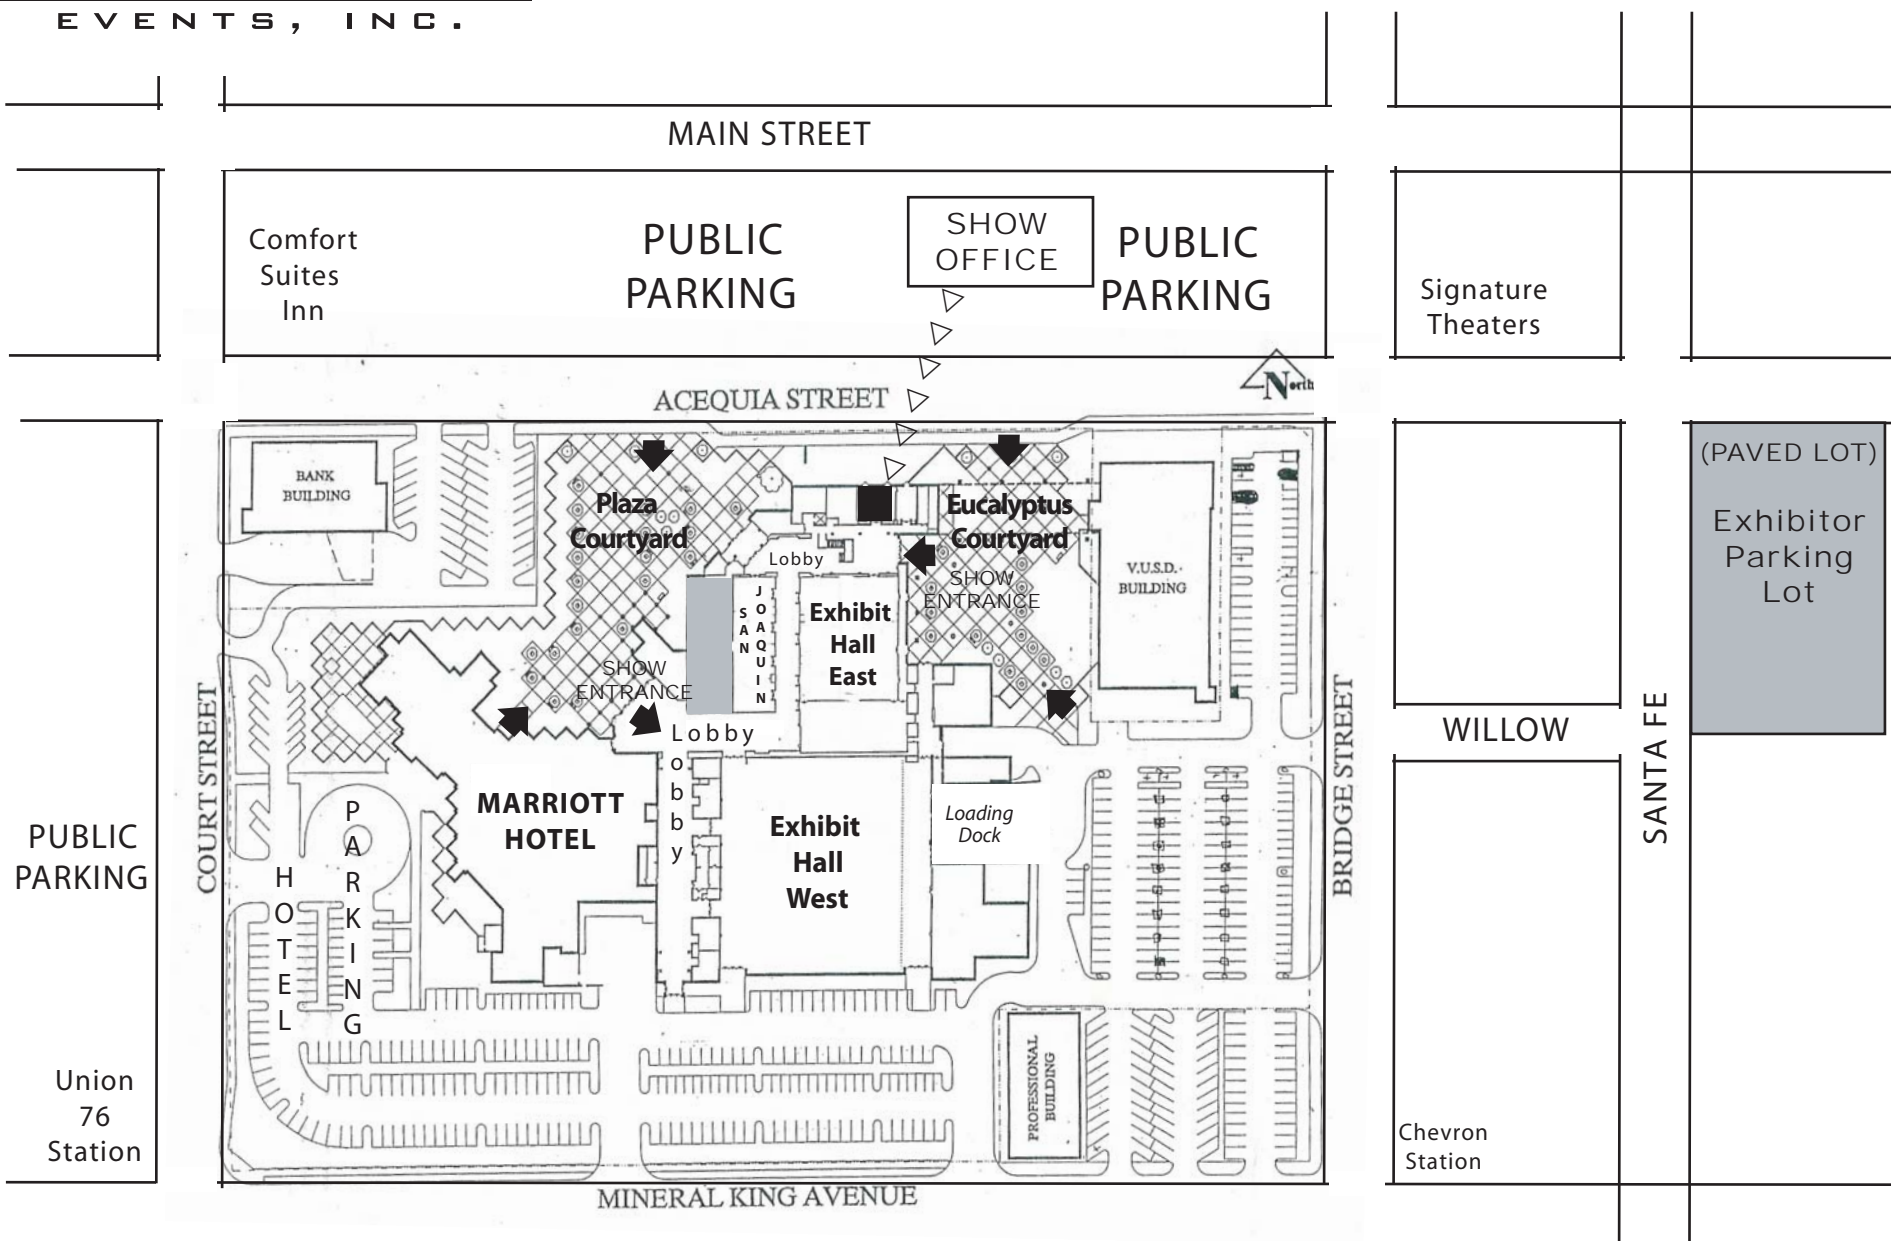 EVENTS, INC.
MAIN STREET
Comfort
Suites
Inn
PUBLIC
PARKING
SHOW
OFFICE
PUBLIC
PARKING
Signature
Theaters
North
ACEQUIA STREET
(PAVED LOT)
Exhibitor
Parking
Lot
BANK
BUILDING
Plaza
Courtyard
Eucalyptus
Courtyard
Lobby
V.U.S.D.
BUILDING
SHOW
ENTRANCE
SAN
JOAQUIN
Exhibit
Hall
East
SHOW
ENTRANCE
Lobby
Lobby
COURT STREET
BRIDGE STREET
WILLOW
SANTA FE
MARRIOTT
HOTEL
PARKING
HOTEL
Exhibit
Hall
West
Loading
Dock
PUBLIC
PARKING
Union
76
Station
PROFESSIONAL
BUILDING
Chevron
Station
MINERAL KING AVENUE